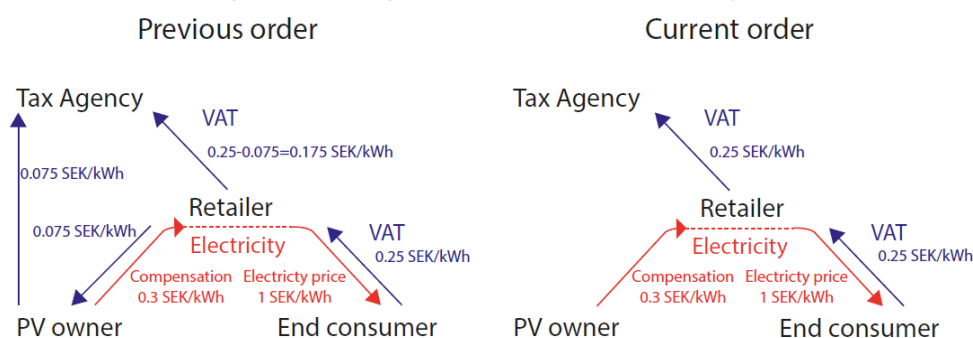 Previous order
Tax Agency
VAT
0.25-0.075=0.175 SEK/kWh
0.075 SEK/kWh
Retailer
0.075 SEK/kWh
Electricity
VAT
0.25 SEK/kWh
Compensation
0.3 SEK/kWh
Electricty price
1 SEK/kWh
PV owner
End consumer
Current order
Tax Agency
VAT
0.25 SEK/kWh
Retailer
Electricity
VAT
0.25 SEK/kWh
Compensation
0.3 SEK/kWh
Electricty price
1 SEK/kWh
PV owner
End consumer